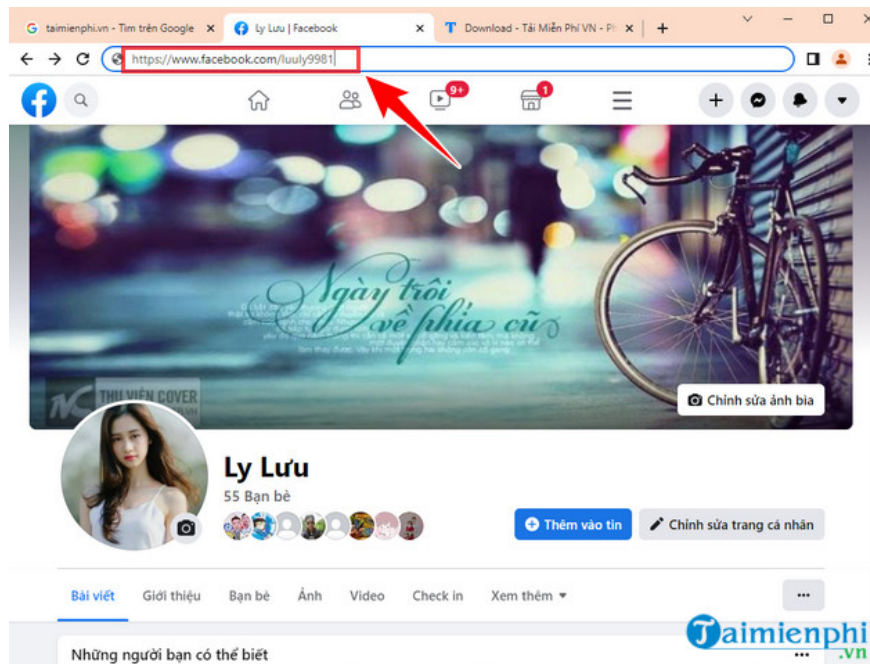 taimienphi.vn - Tìm trên Google
Ly Lưu | Facebook
Download - Tải Miễn Phí VN - Ph
https://www.facebook.com/luuly9981
9+
1
Ngày trôi
về phía cũ
THU VIỆN COVER
Chỉnh sửa ảnh bìa
Ly Lưu
55 Bạn bè
Thêm vào tin
Chỉnh sửa trang cá nhân
Bài viết
Giới thiệu
Bạn bè
Ảnh
Video
Check in
Xem thêm
Những người bạn có thể biết
Taimienphi
.vn